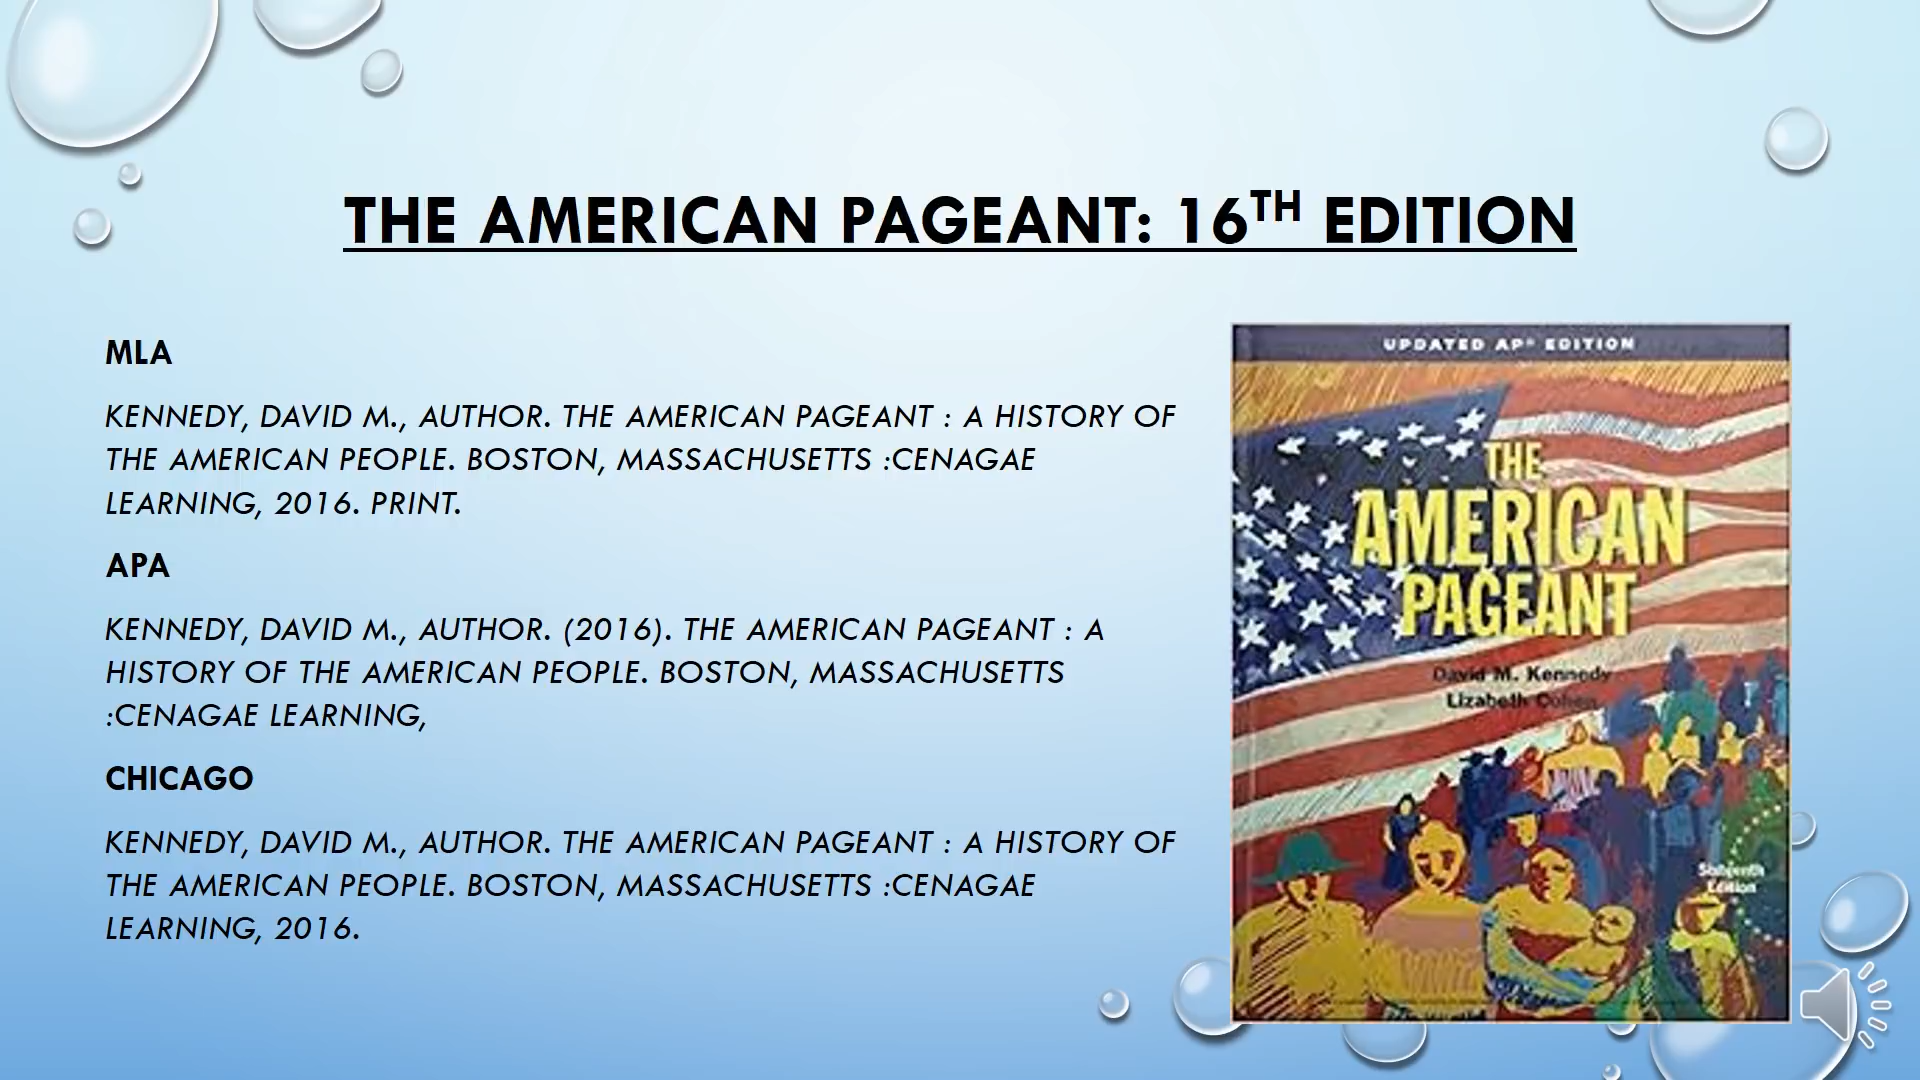 THE AMERICAN PAGEANT: 16TH EDITION
MLA
KENNEDY, DAVID M., AUTHOR. THE AMERICAN PAGEANT : A HISTORY OF
THE AMERICAN PEOPLE. BOSTON, MASSACHUSETTS :CENAGAE
LEARNING, 2016. PRINT.
APA
KENNEDY, DAVID M., AUTHOR. (2016). THE AMERICAN PAGEANT : A
HISTORY OF THE AMERICAN PEOPLE. BOSTON, MASSACHUSETTS
:CENAGAE LEARNING,
CHICAGO
KENNEDY, DAVID M., AUTHOR. THE AMERICAN PAGEANT : A HISTORY OF
THE AMERICAN PEOPLE. BOSTON, MASSACHUSETTS :CENAGAE
LEARNING, 2016.
UPDATED AP® EDITION
THE
AMERICAN
PAGEANT
David M. Kennedy
Lizabeth Cohen
Sixteenth
Edition